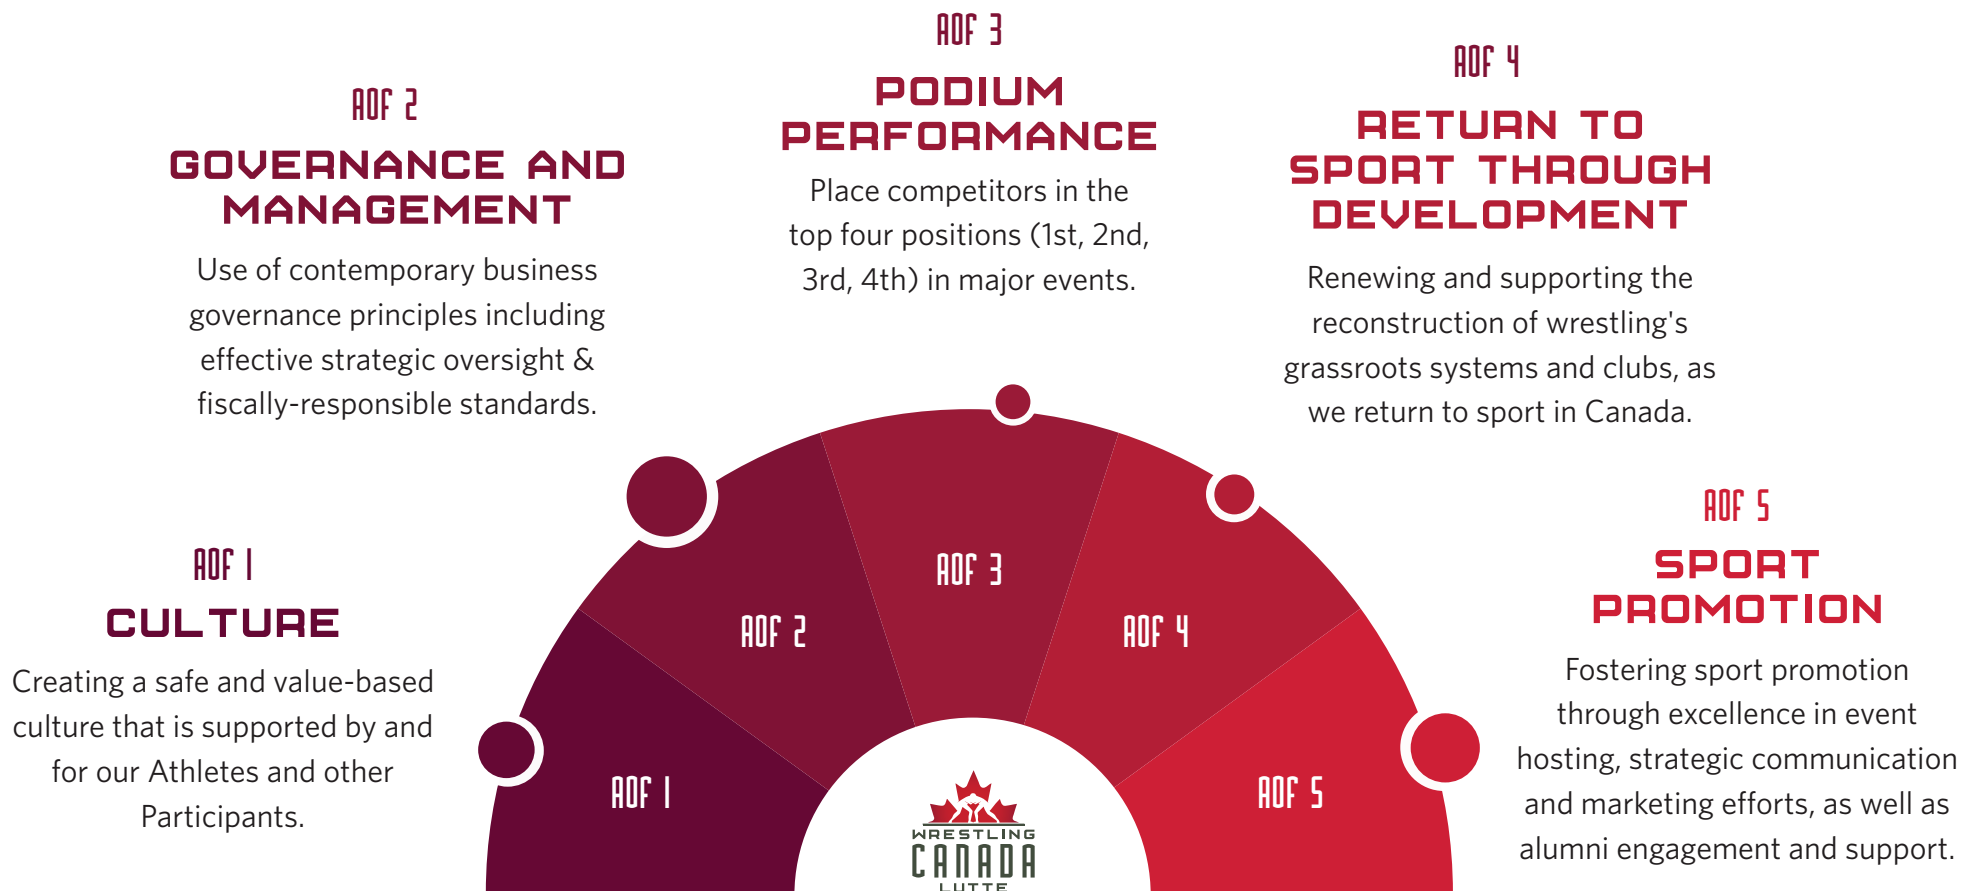 AOF 1
CULTURE
Creating a safe and value-based
culture that is supported by and
for our Athletes and other
Participants.
AOF 2
GOVERNANCE AND
MANAGEMENT
Use of contemporary business
governance principles including
effective strategic oversight &
fiscally-responsible standards.
AOF 3
PODIUM
PERFORMANCE
Place competitors in the
top four positions (1st, 2nd,
3rd, 4th) in major events.
AOF 4
RETURN TO
SPORT THROUGH
DEVELOPMENT
Renewing and supporting the
reconstruction of wrestling's
grassroots systems and clubs, as
we return to sport in Canada.
AOF 5
SPORT
PROMOTION
Fostering sport promotion
through excellence in event
hosting, strategic communication
and marketing efforts, as well as
alumni engagement and support.
AOF 1
AOF 2
AOF 3
AOF 4
AOF 5
WRESTLING
CANADA
LUTTE